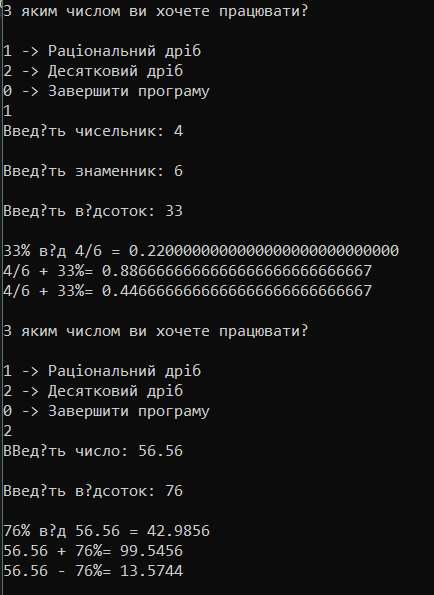 З яким числом ви хочете працювати?
1 -> Раціональний дріб
2 -> Десятковий дріб
0 -> Завершити програму
1
Введ?ть чисельник: 4
Введ?ть знаменник: 6
Введ?ть в?дсоток: 33
33% в?д 4/6 = 0.2200000000000000000000000000
4/6 + 33%= 0.8866666666666666666666666667
4/6 + 33%= 0.4466666666666666666666666667
З яким числом ви хочете працювати?
1 -> Раціональний дріб
2 -> Десятковий дріб
0 -> Завершити програму
2
ВВед?ть число: 56.56
Введ?ть в?дсоток: 76
76% в?д 56.56 = 42.9856
56.56 + 76%= 99.5456
56.56 - 76%= 13.5744